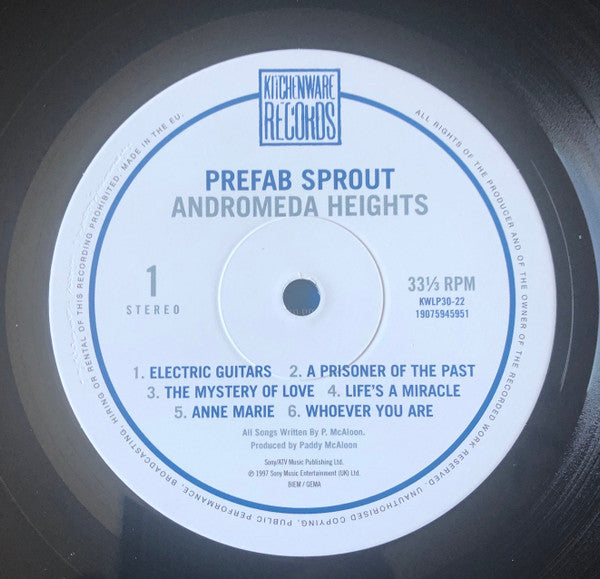 KITCHENWARE
RECORDS
PREFAB SPROUT
ANDROMEDA HEIGHTS
1
STEREO
33⅓ RPM
KWLP30-22
19075945951
1. ELECTRIC GUITARS 2. A PRISONER OF THE PAST
3. THE MYSTERY OF LOVE 4. LIFE'S A MIRACLE
5. ANNE MARIE 6. WHOEVER YOU ARE
All Songs Written By P. McAloon.
Produced by Paddy McAloon
Sony/ATV Music Publishing Ltd.
℗ 1997 Sony Music Entertainment (UK) Ltd.
BIEM / GEMA
ALL RIGHTS OF THE PRODUCER AND OF THE OWNER OF THE RECORDED WORK RESERVED. UNAUTHORISED COPYING, PUBLIC PERFORMANCE, BROADCASTING, HIRING OR RENTAL OF THIS RECORDING PROHIBITED. MADE IN THE EU.